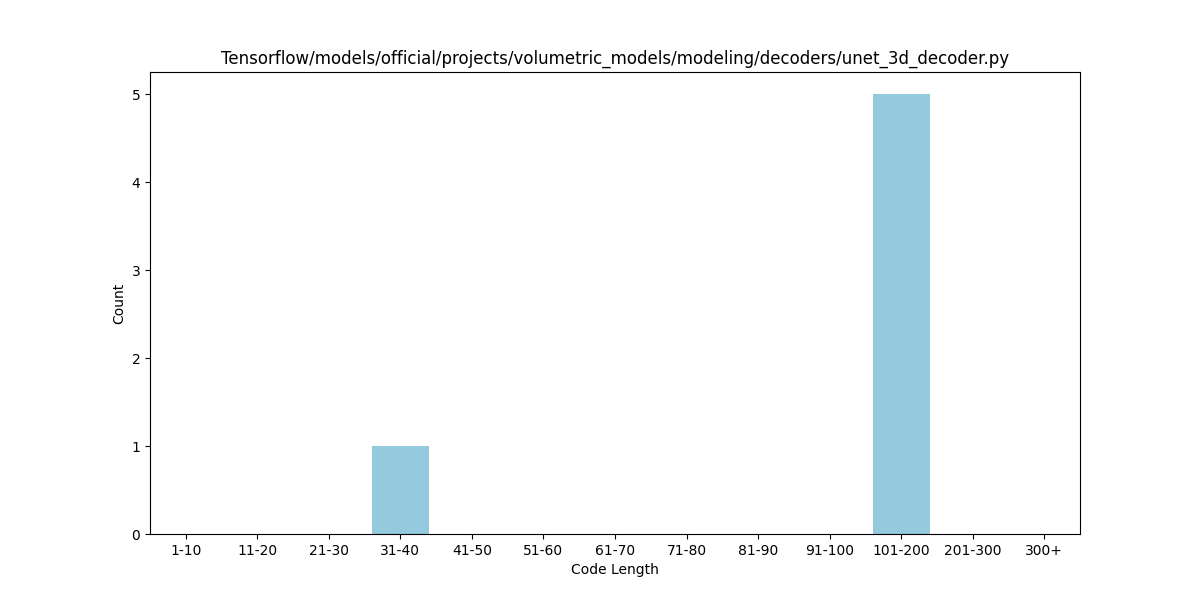 Tensorflow/models/official/projects/volumetric_models/modeling/decoders/unet_3d_decoder.py
5
4
3
2
1
0
Count
1-10 11-20 21-30 31-40 41-50 51-60 61-70 71-80 81-90 91-100 101-200 201-300 300+
Code Length